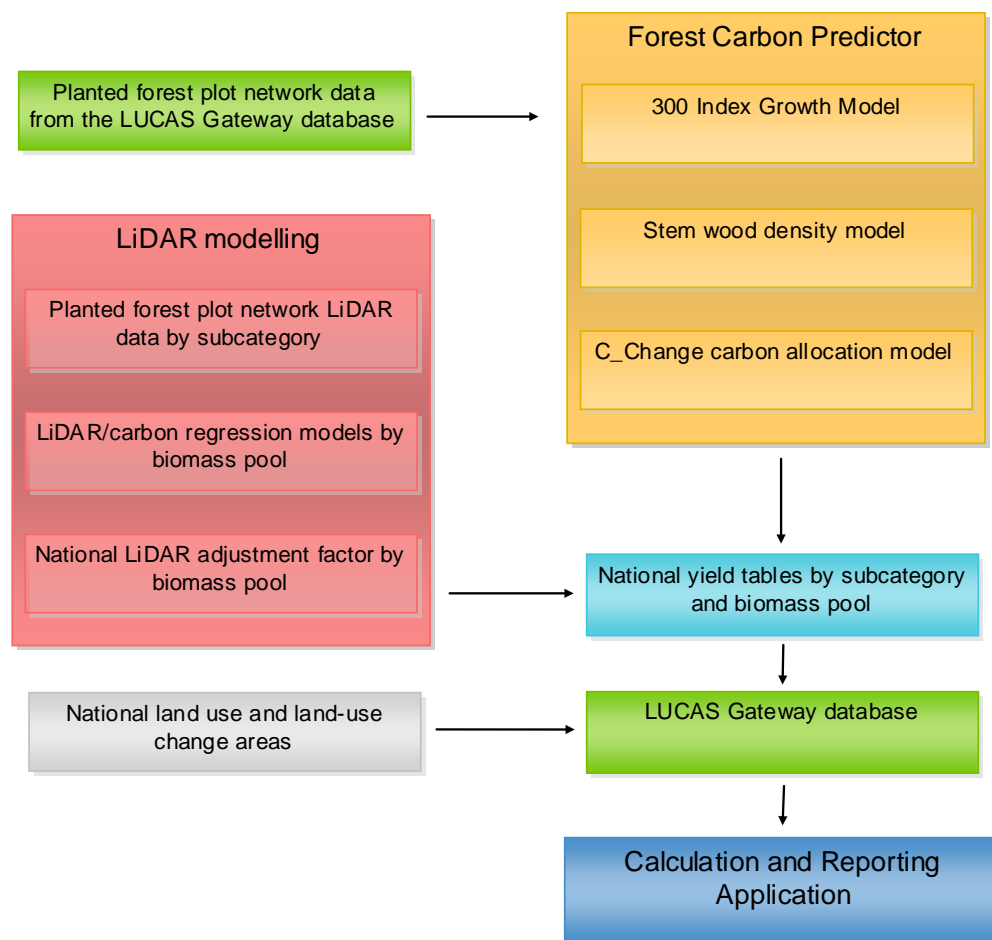 Forest Carbon Predictor
Planted forest plot network data
from the LUCAS Gateway database
300 Index Growth Model
Stem wood density model
C_Change carbon allocation model
LiDAR modelling
Planted forest plot network LiDAR
data by subcategory
LiDAR/carbon regression models by
biomass pool
National LiDAR adjustment factor by
biomass pool
National yield tables by subcategory
and biomass pool
National land use and land-use
change areas
LUCAS Gateway database
Calculation and Reporting
Application